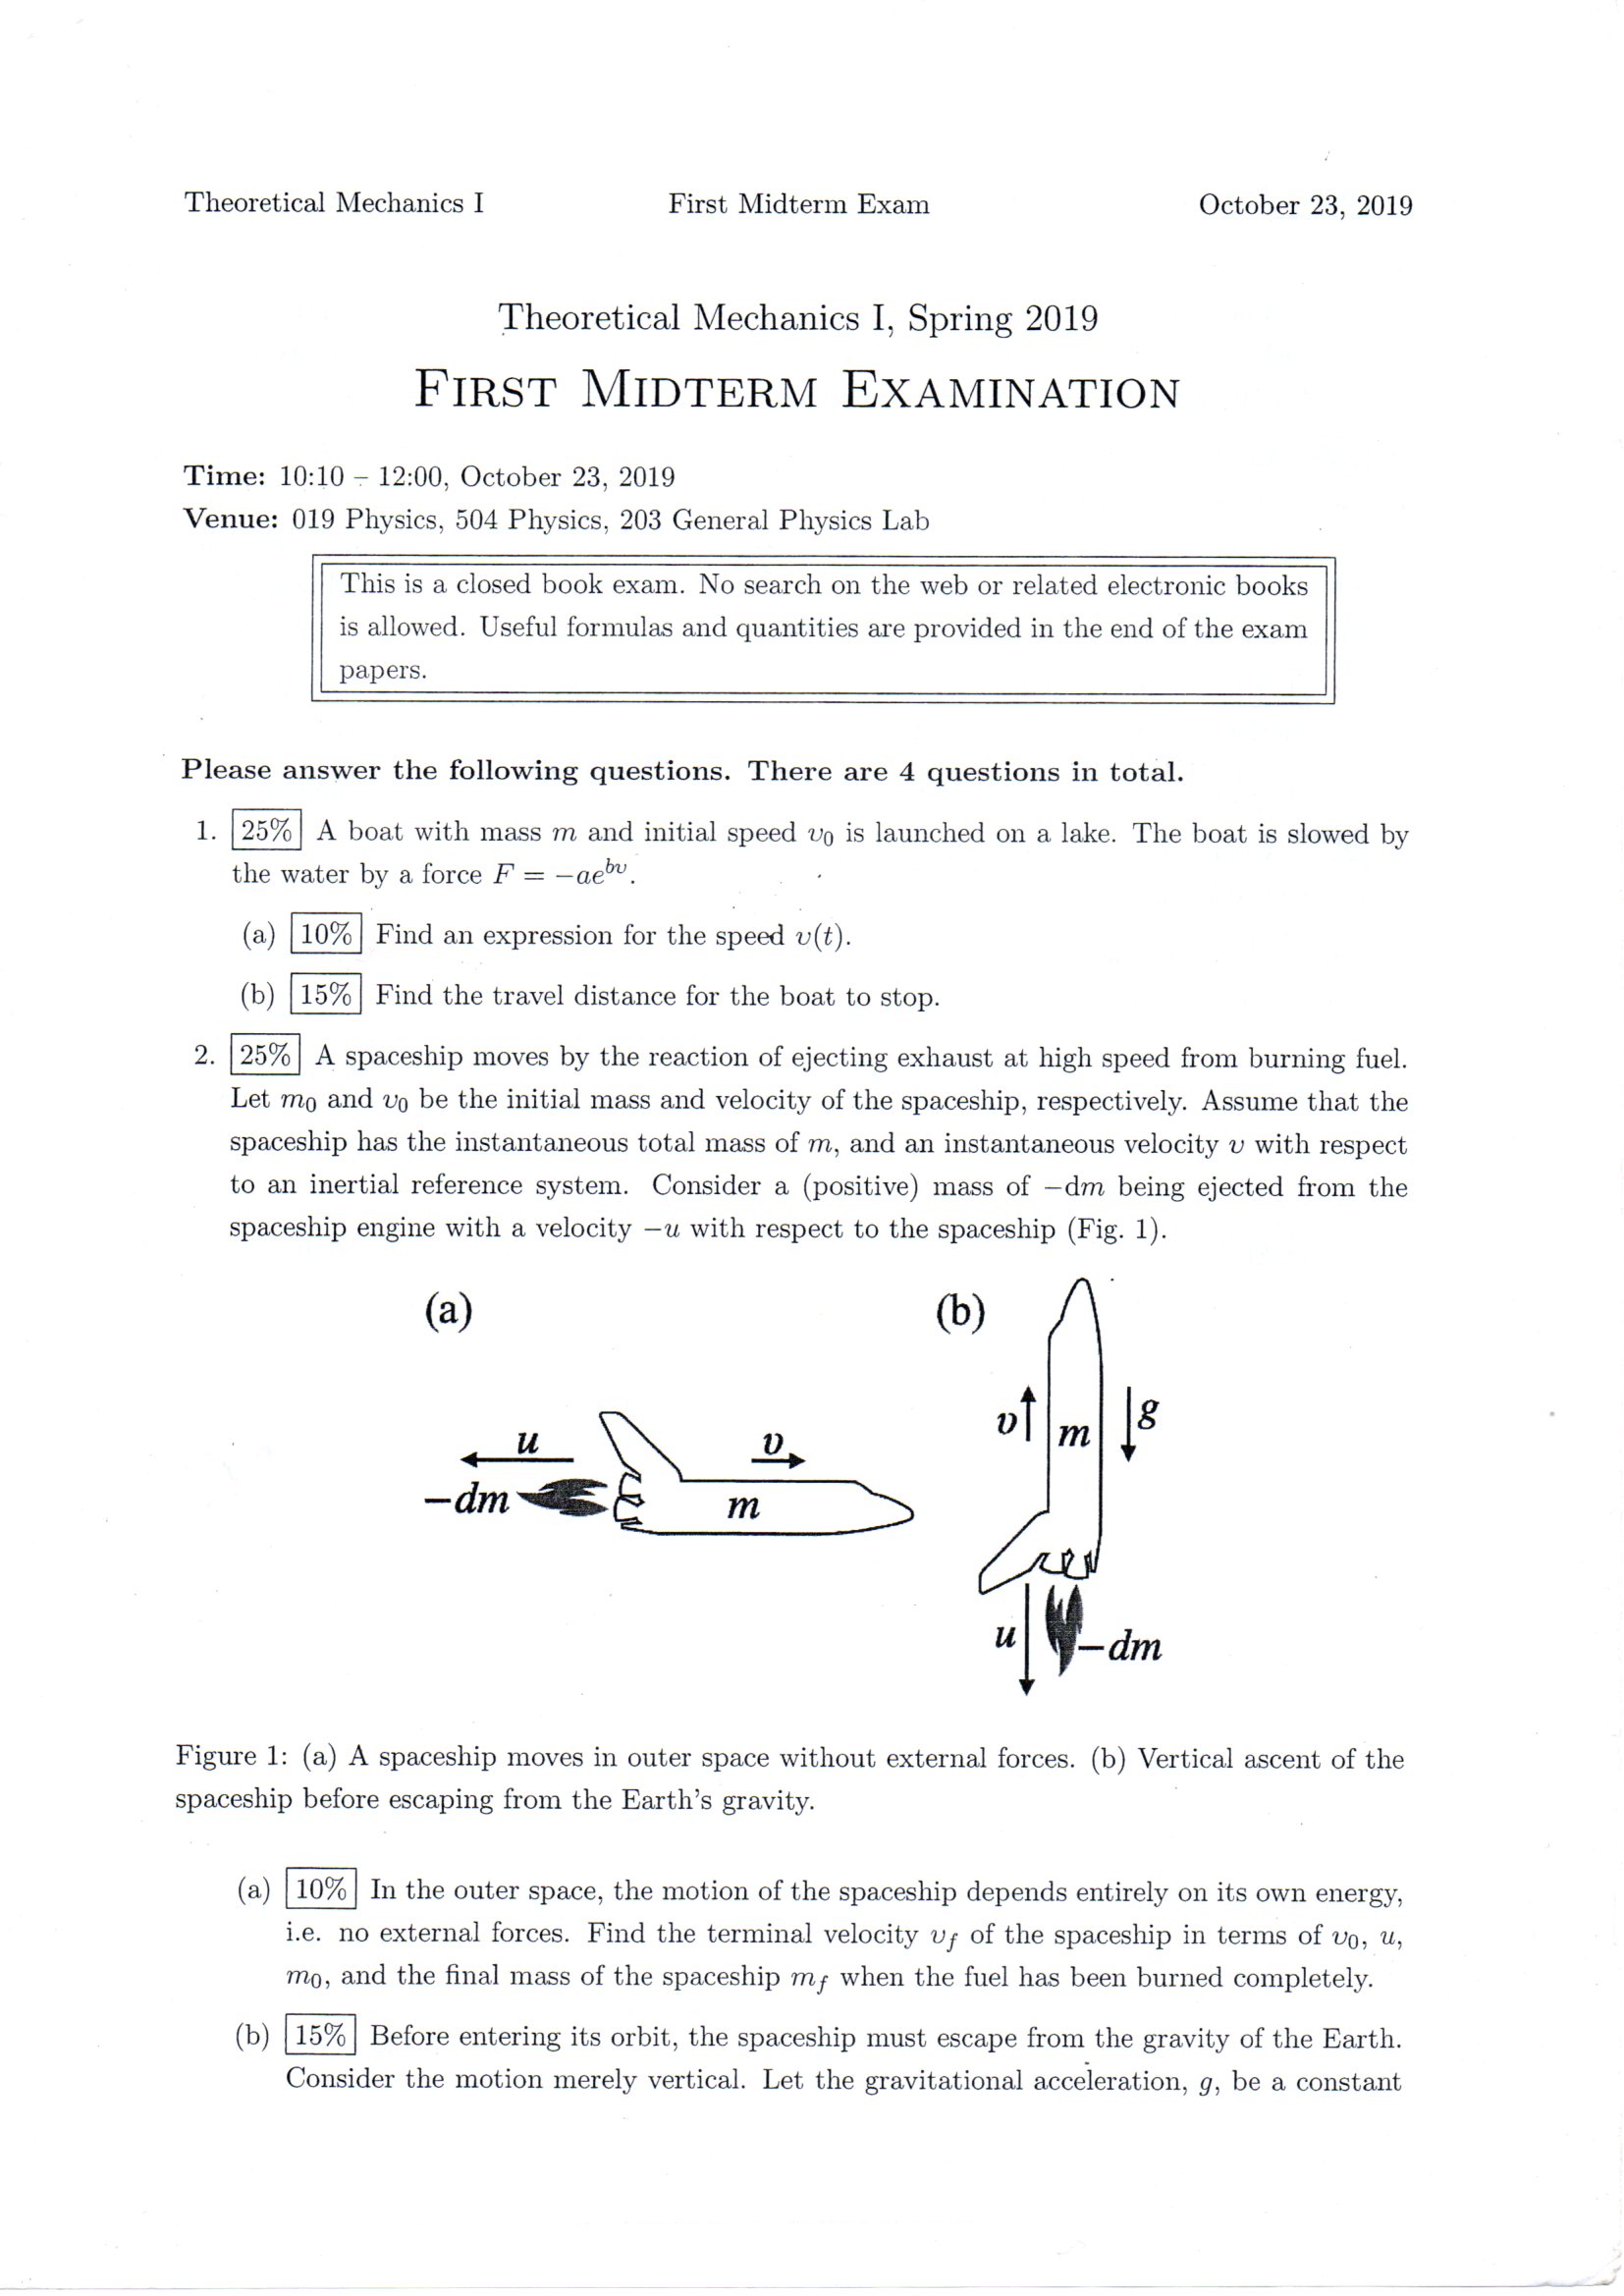 Theoretical Mechanics I First Midterm Exam October 23, 2019
Theoretical Mechanics I, Spring 2019
FIRST MIDTERM EXAMINATION
Time: 10:10 – 12:00, October 23, 2019
Venue: 019 Physics, 504 Physics, 203 General Physics Lab
This is a closed book exam. No search on the web or related electronic books
is allowed. Useful formulas and quantities are provided in the end of the exam
papers.
Please answer the following questions. There are 4 questions in total.
1. 25% A boat with mass m and initial speed v₀ is launched on a lake. The boat is slowed by
the water by a force F = −ae^{bv}.
(a) 10% Find an expression for the speed v(t).
(b) 15% Find the travel distance for the boat to stop.
2. 25% A spaceship moves by the reaction of ejecting exhaust at high speed from burning fuel.
Let m₀ and v₀ be the initial mass and velocity of the spaceship, respectively. Assume that the
spaceship has the instantaneous total mass of m, and an instantaneous velocity v with respect
to an inertial reference system. Consider a (positive) mass of −dm being ejected from the
spaceship engine with a velocity −u with respect to the spaceship (Fig. 1).
(a)
u
v
−dm
m
(b)
v
m
g
u
−dm
Figure 1: (a) A spaceship moves in outer space without external forces. (b) Vertical ascent of the
spaceship before escaping from the Earth's gravity.
(a) 10% In the outer space, the motion of the spaceship depends entirely on its own energy,
i.e. no external forces. Find the terminal velocity v_f of the spaceship in terms of v₀, u,
m₀, and the final mass of the spaceship m_f when the fuel has been burned completely.
(b) 15% Before entering its orbit, the spaceship must escape from the gravity of the Earth.
Consider the motion merely vertical. Let the gravitational acceleration, g, be a constant